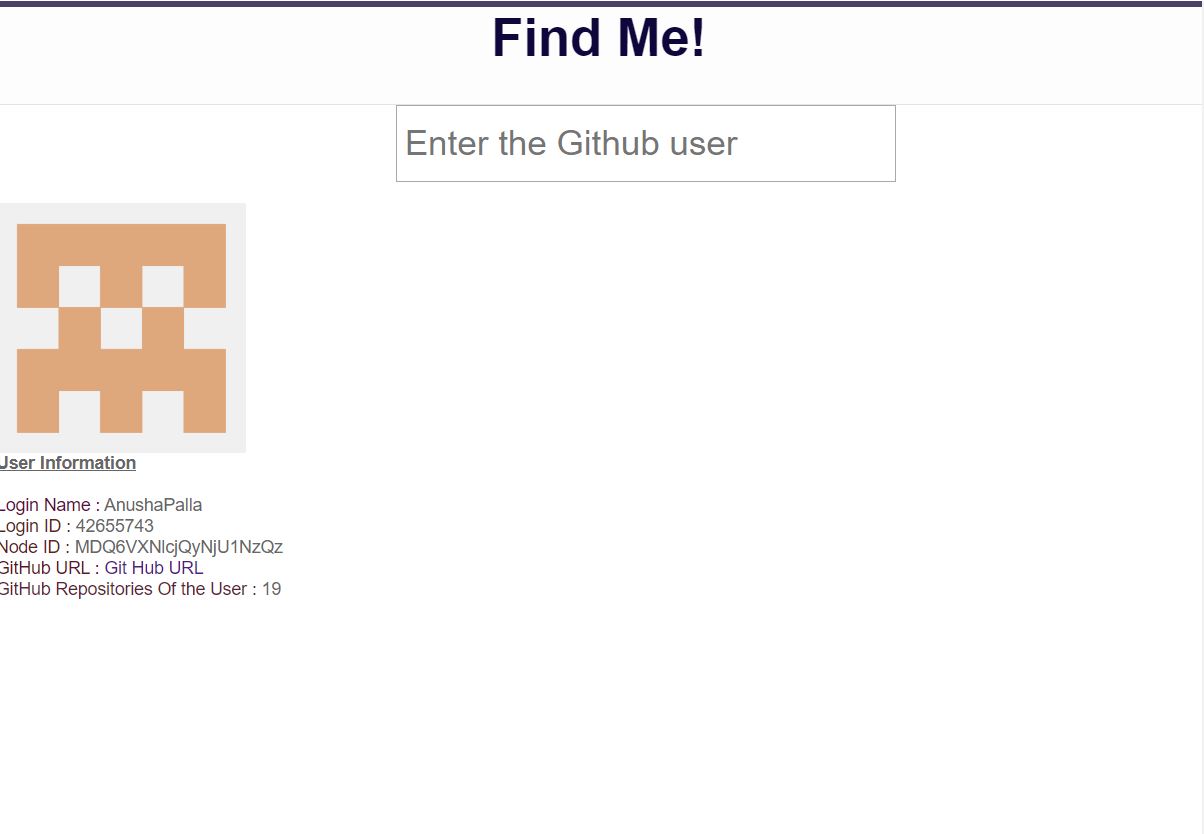 Find Me!
Enter the Github user
User Information
Login Name : AnushaPalla
Login ID : 42655743
Node ID : MDQ6VXNlcjQyNjU1NzQz
GitHub URL : Git Hub URL
GitHub Repositories Of the User : 19